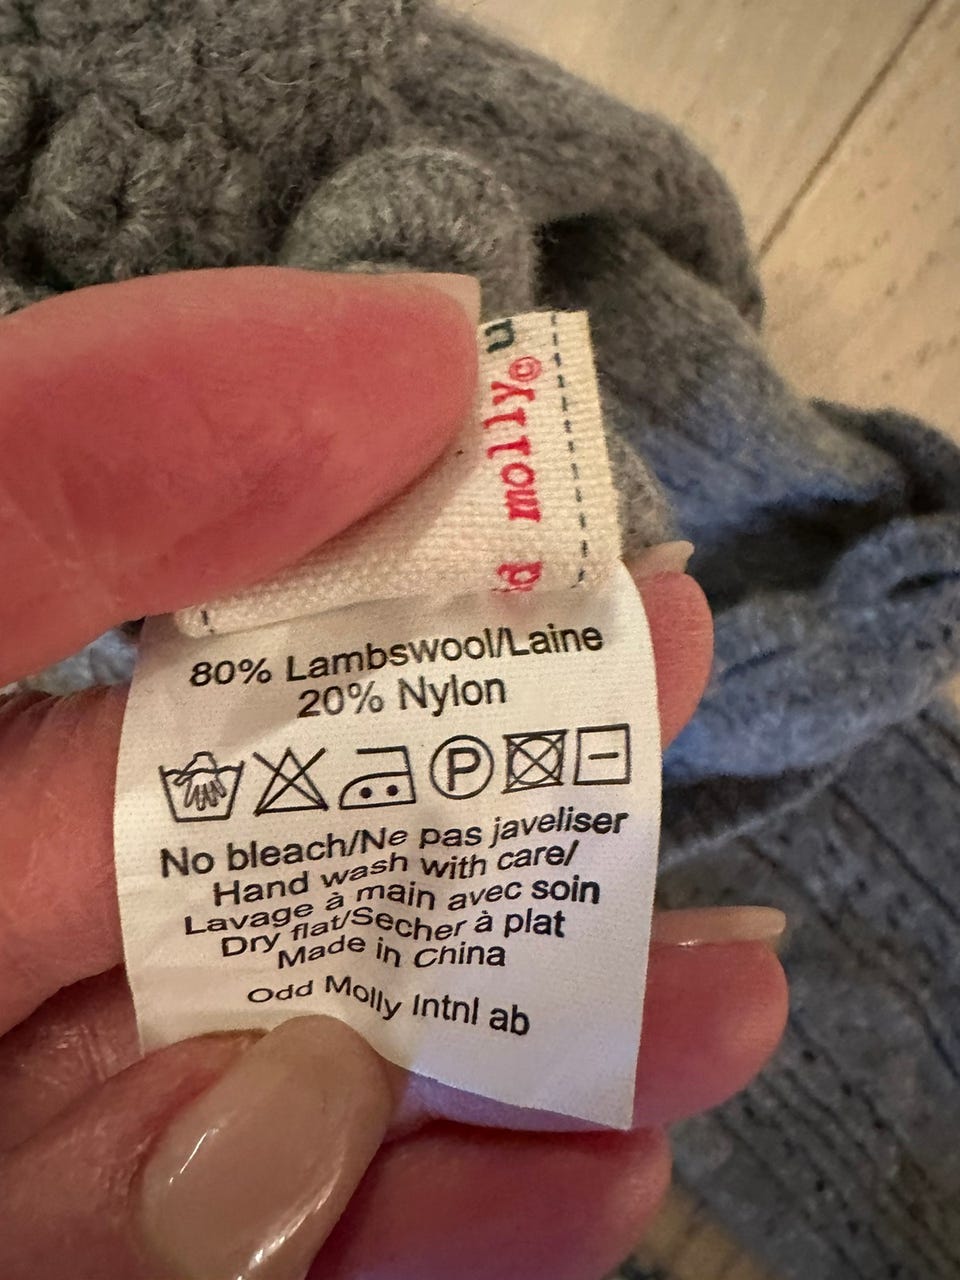 molly©
80% Lambswool/Laine
20% Nylon
P
No bleach/Ne pas javeliser
Hand wash with care/
Lavage à main avec soin
Dry flat/Secher à plat
Made in China
Odd Molly Intnl ab